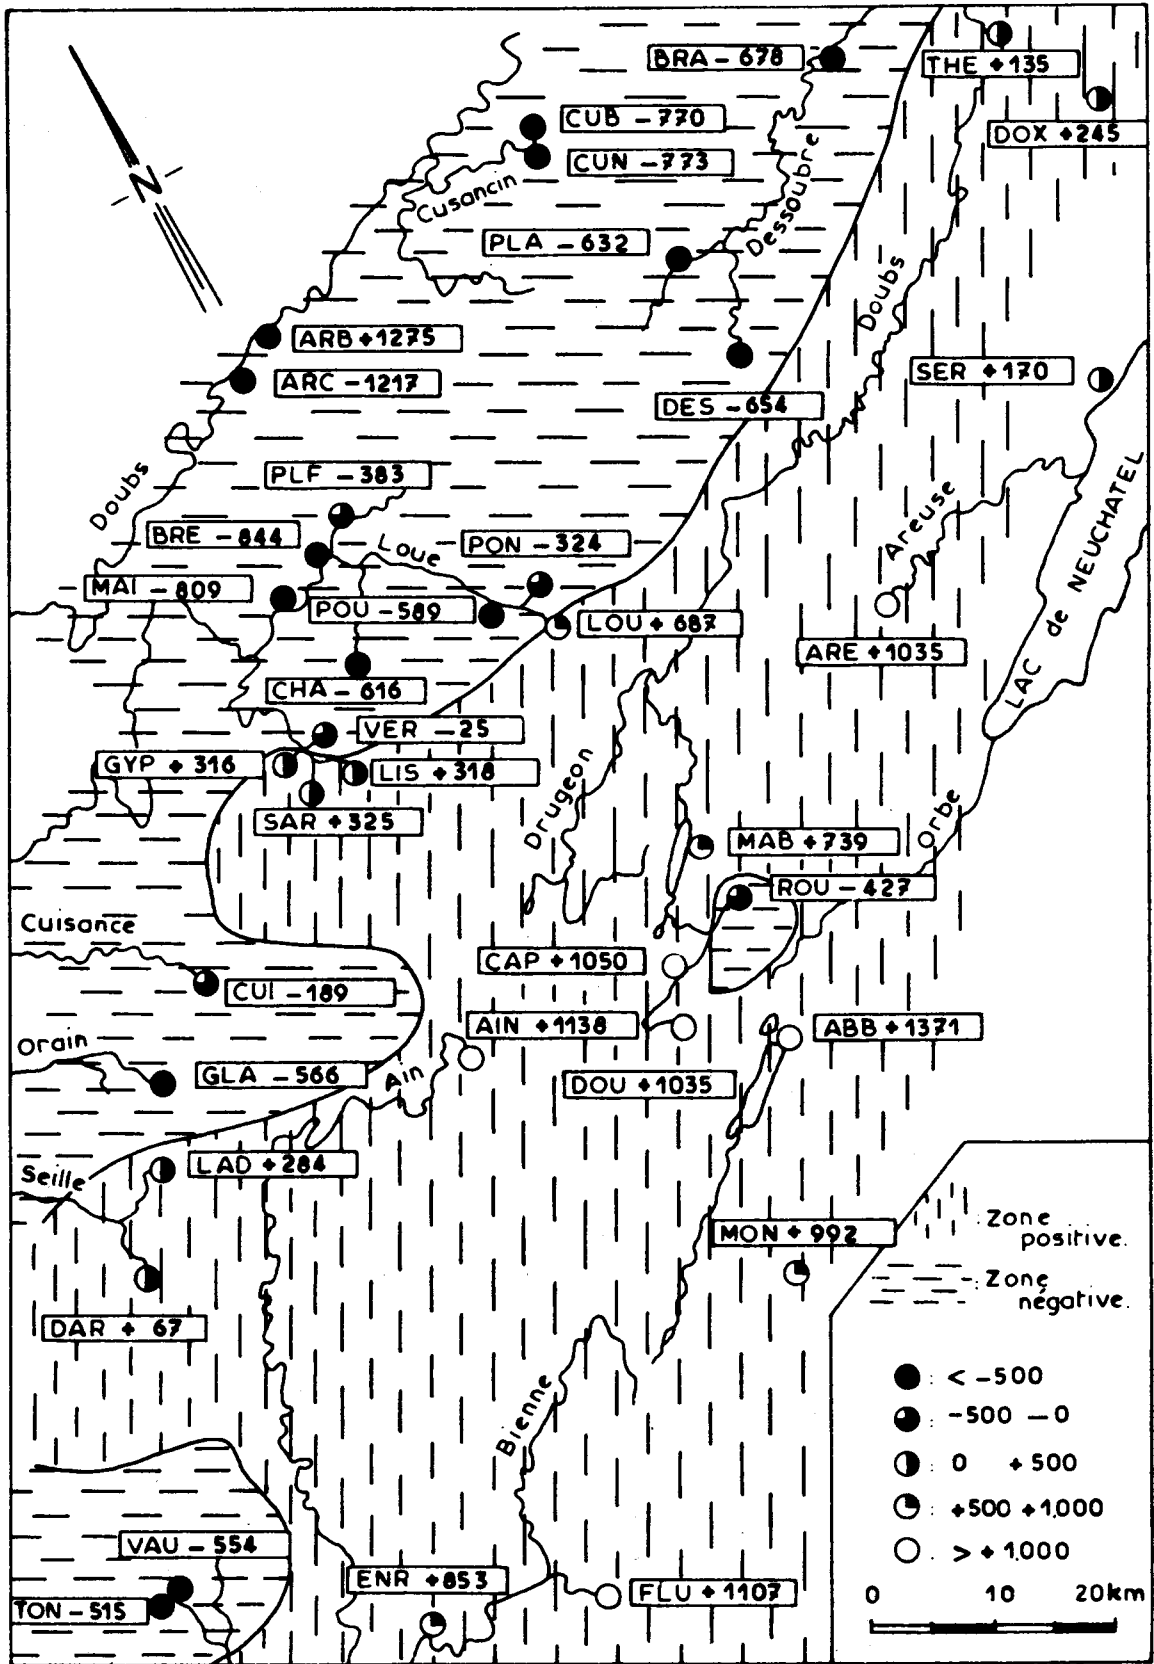 BRA -678
THE +135
CUB -770
DOX +245
CUN -773
Cusancin
Dessoubre
N
PLA -632
Doubs
ARB +1275
SER +170
ARC -1217
DES -654
PLF -383
Doubs
Areuse
BRE -844
Loue
PON -324
LAC de NEUCHATEL
MAI -809
POU -589
LOU +687
ARE +1035
CHA -616
VER -25
GYP +316
LIS +318
Drugeon
SAR +325
Orbe
MAB +739
ROU -427
Cuisance
CAP +1050
CUI -189
AIN +1138
ABB +1371
Orain
GLA -566
Ain
DOU +1035
LAD +284
Seille
MON +992
: Zone
positive.
: Zone
négative.
DAR + 67
Bienne
: < -500
: -500 - 0
: 0 +500
: +500 +1.000
: > +1.000
VAU -554
ENR +853
FLU +1107
0 10 20km
TON -515